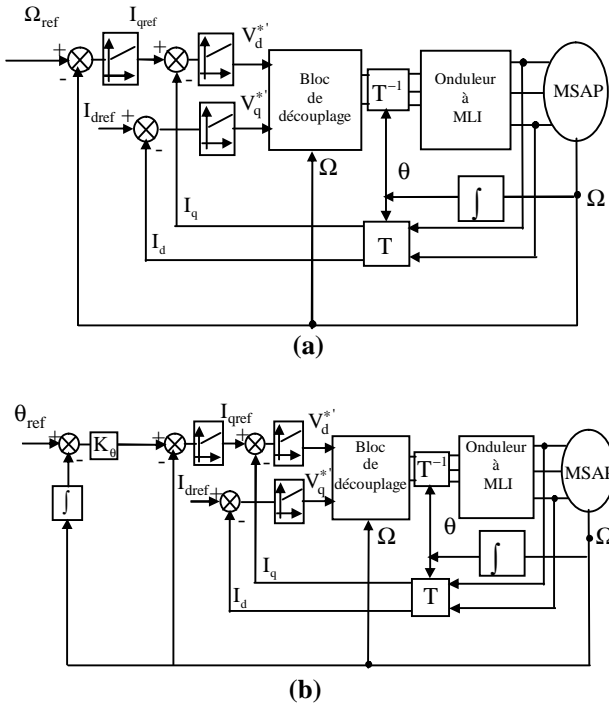 Ω_ref
+
-
I_qref
+
-
V_d*'
I_dref
+
-
V_q*'
Bloc
de
découplage
T⁻¹
Onduleur
à
MLI
MSAP
Ω
θ
∫
Ω
I_q
T
I_d
(a)
θ_ref
+
-
K_θ
+
-
I_qref
+
-
V_d*'
I_dref
+
-
V_q*'
Bloc
de
découplage
T⁻¹
Onduleur
à
MLI
MSAP
∫
Ω
θ
∫
Ω
I_q
T
I_d
(b)